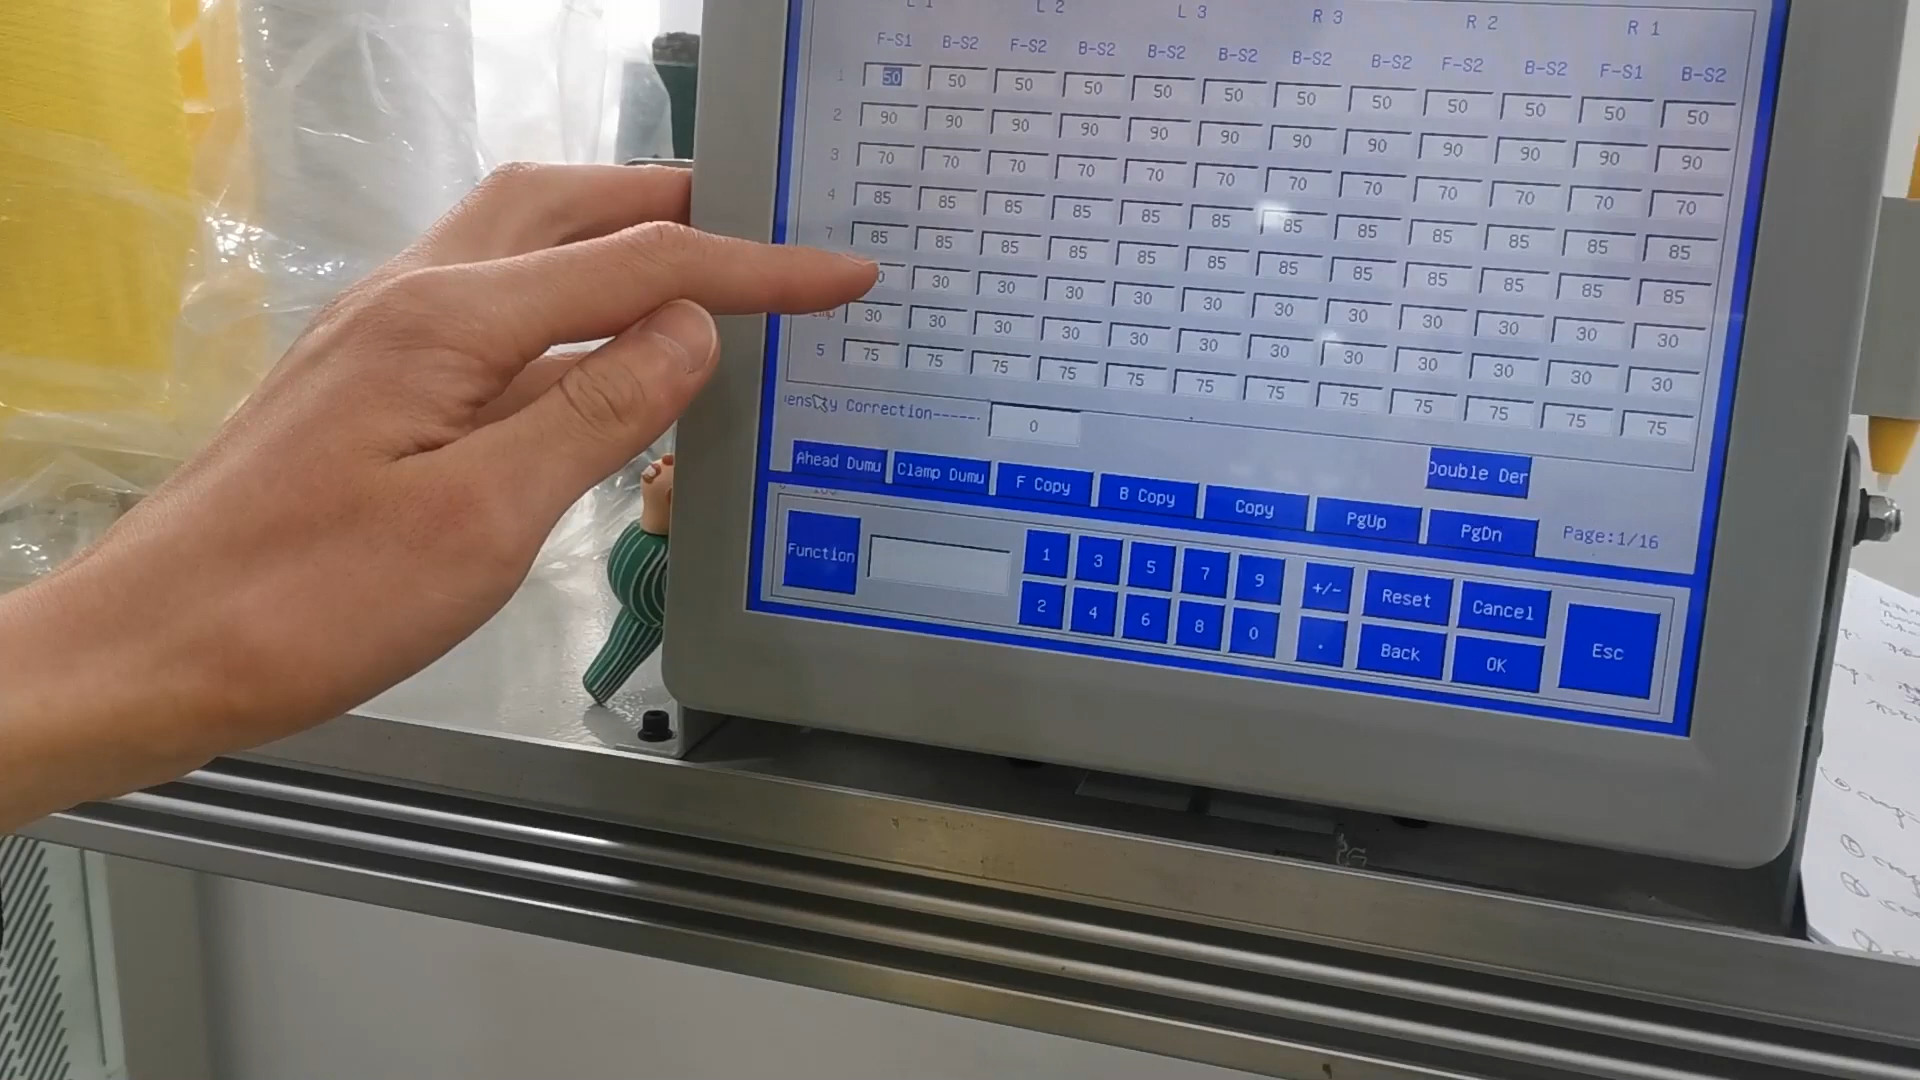 L 1 L 2 L 3 R 3 R 2 R 1
F-S1 B-S2 F-S2 B-S2 B-S2 B-S2 B-S2 B-S2 F-S2 B-S2 F-S1 B-S2
1 50 50 50 50 50 50 50 50 50 50 50 50
2 90 90 90 90 90 90 90 90 90 90 90 90
3 70 70 70 70 70 70 70 70 70 70 70 70
4 85 85 85 85 85 85 85 85 85 85 85 85
7 85 85 85 85 85 85 85 85 85 85 85 85
0 30 30 30 30 30 30 30 30 30 30 30
30 30 30 30 30 30 30 30 30 30 30 30
5 75 75 75 75 75 75 75 75 75 75 75 75
Correction------ 0
Double Der
Ahead Dumu Clamp Dumu F Copy B Copy Copy PgUp PgDn Page:1/16
Function 1 3 5 7 9 +/- Reset Cancel Esc
2 4 6 8 0 . Back OK